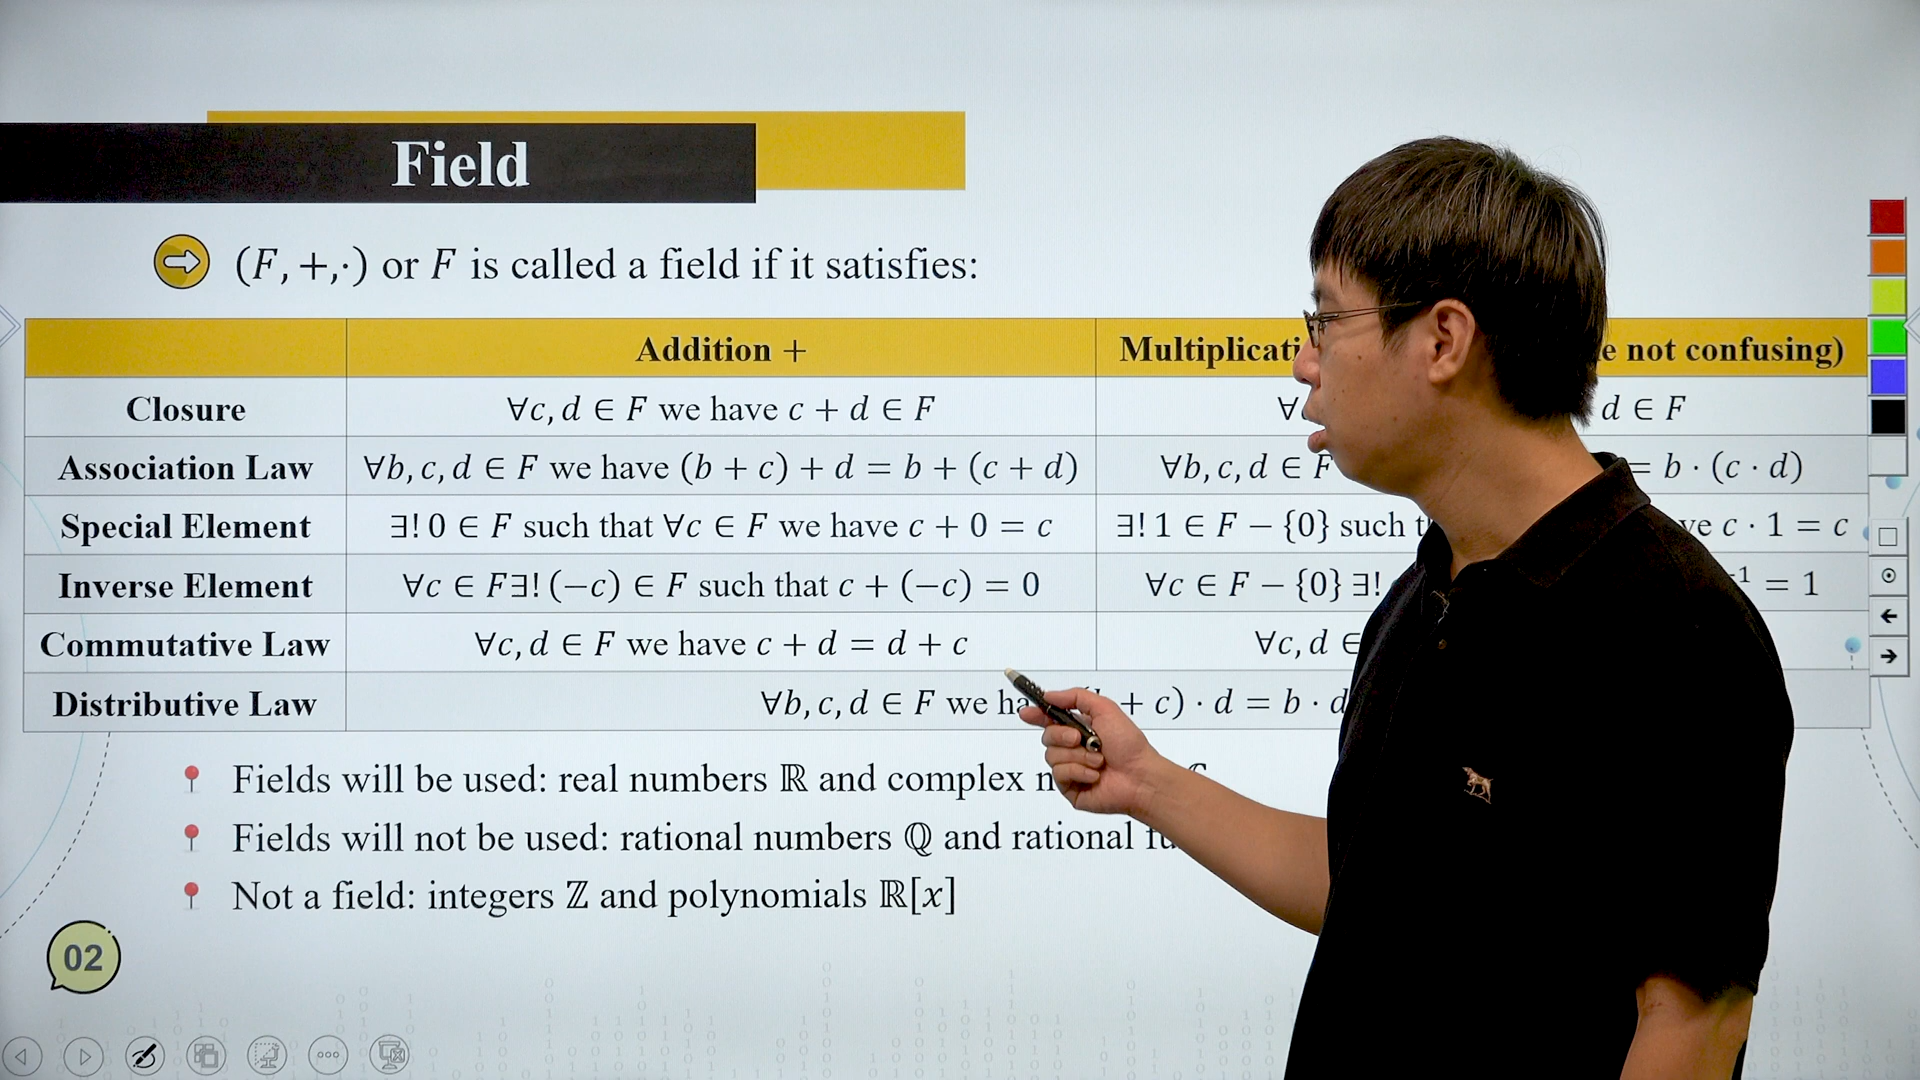 Field
(F, +,·) or F is called a field if it satisfies:
Addition + not confusing)
Closure ∀c, d ∈ F we have c + d ∈ F d ∈ F
Association Law ∀b, c, d ∈ F we have (b + c) + d = b + (c + d) ∀b, c, d ∈ F = b · (c · d)
Special Element ∃! 0 ∈ F such that ∀c ∈ F we have c + 0 = c ∃! 1 ∈ F − {0} such c · 1 = c
Inverse Element ∀c ∈ F∃! (−c) ∈ F such that c + (−c) = 0 ∀c ∈ F − {0} ∃! = 1
Commutative Law ∀c, d ∈ F we have c + d = d + c ∀c, d ∈
Distributive Law ∀b, c, d ∈ F we + c) · d = b · d
Fields will be used: real numbers ℝ and complex
Fields will not be used: rational numbers ℚ and rational
Not a field: integers ℤ and polynomials ℝ[x]
02